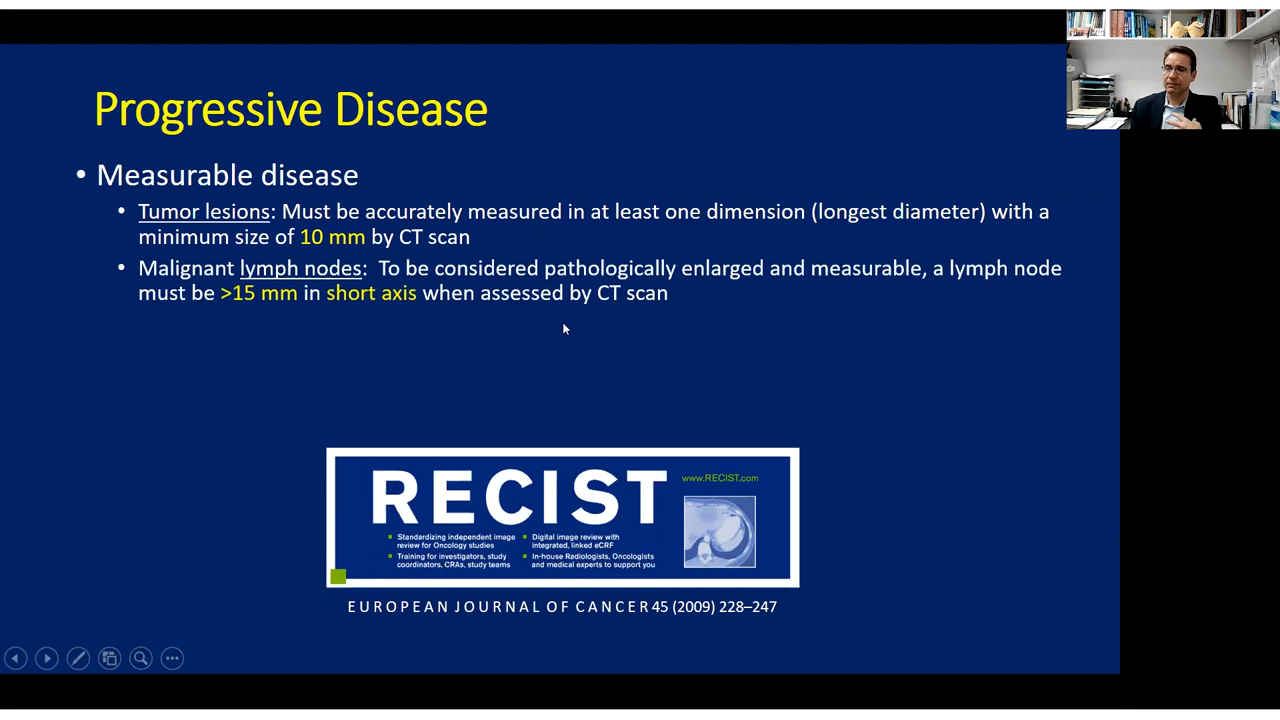 Progressive Disease
• Measurable disease
• Tumor lesions: Must be accurately measured in at least one dimension (longest diameter) with a
minimum size of 10 mm by CT scan
• Malignant lymph nodes:  To be considered pathologically enlarged and measurable, a lymph node
must be >15 mm in short axis when assessed by CT scan
RECIST
www.RECIST.com
Standardizing independent image
review for Oncology studies
Training for investigators, study
coordinators, CRAs, study teams
Digital image review with
integrated, linked eCRF
In-house Radiologists, Oncologists
and medical experts to support you
EUROPEAN JOURNAL OF CANCER 45 (2009) 228–247